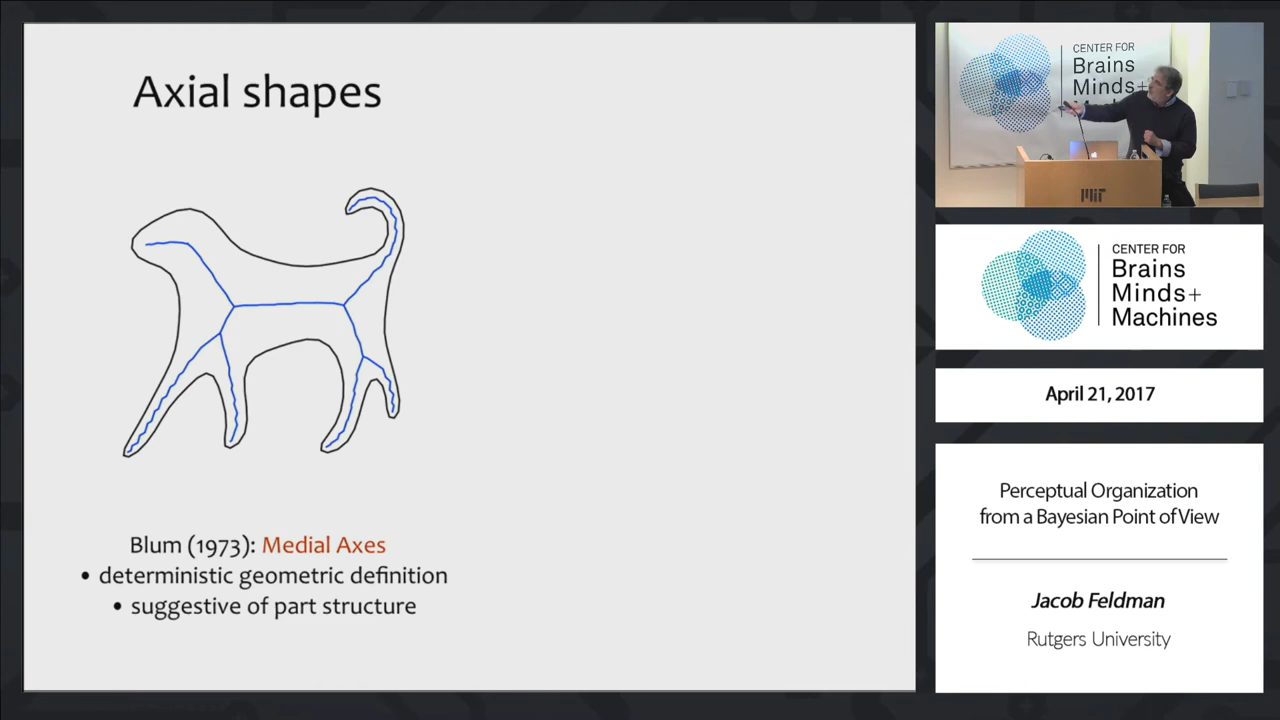 Axial shapes
Blum (1973): Medial Axes
• deterministic geometric definition
• suggestive of part structure
CENTER FOR
Brains
Minds+
MIT
CENTER FOR
Brains
Minds+
Machines
April 21, 2017
Perceptual Organization
from a Bayesian Point of View
Jacob Feldman
Rutgers University